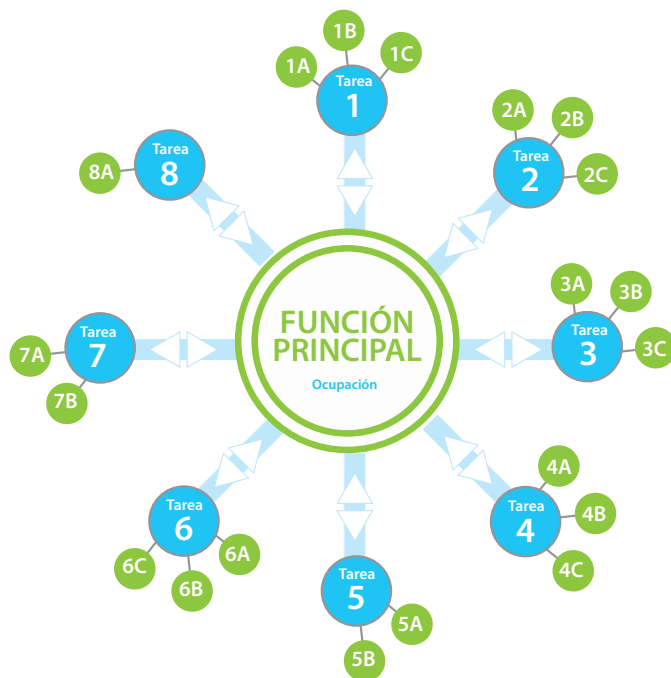 FUNCIÓN
PRINCIPAL
Ocupación
Tarea
1
1A
1B
1C
Tarea
2
2A
2B
2C
Tarea
3
3A
3B
3C
Tarea
4
4A
4B
4C
Tarea
5
5A
5B
Tarea
6
6A
6B
6C
Tarea
7
7A
7B
Tarea
8
8A